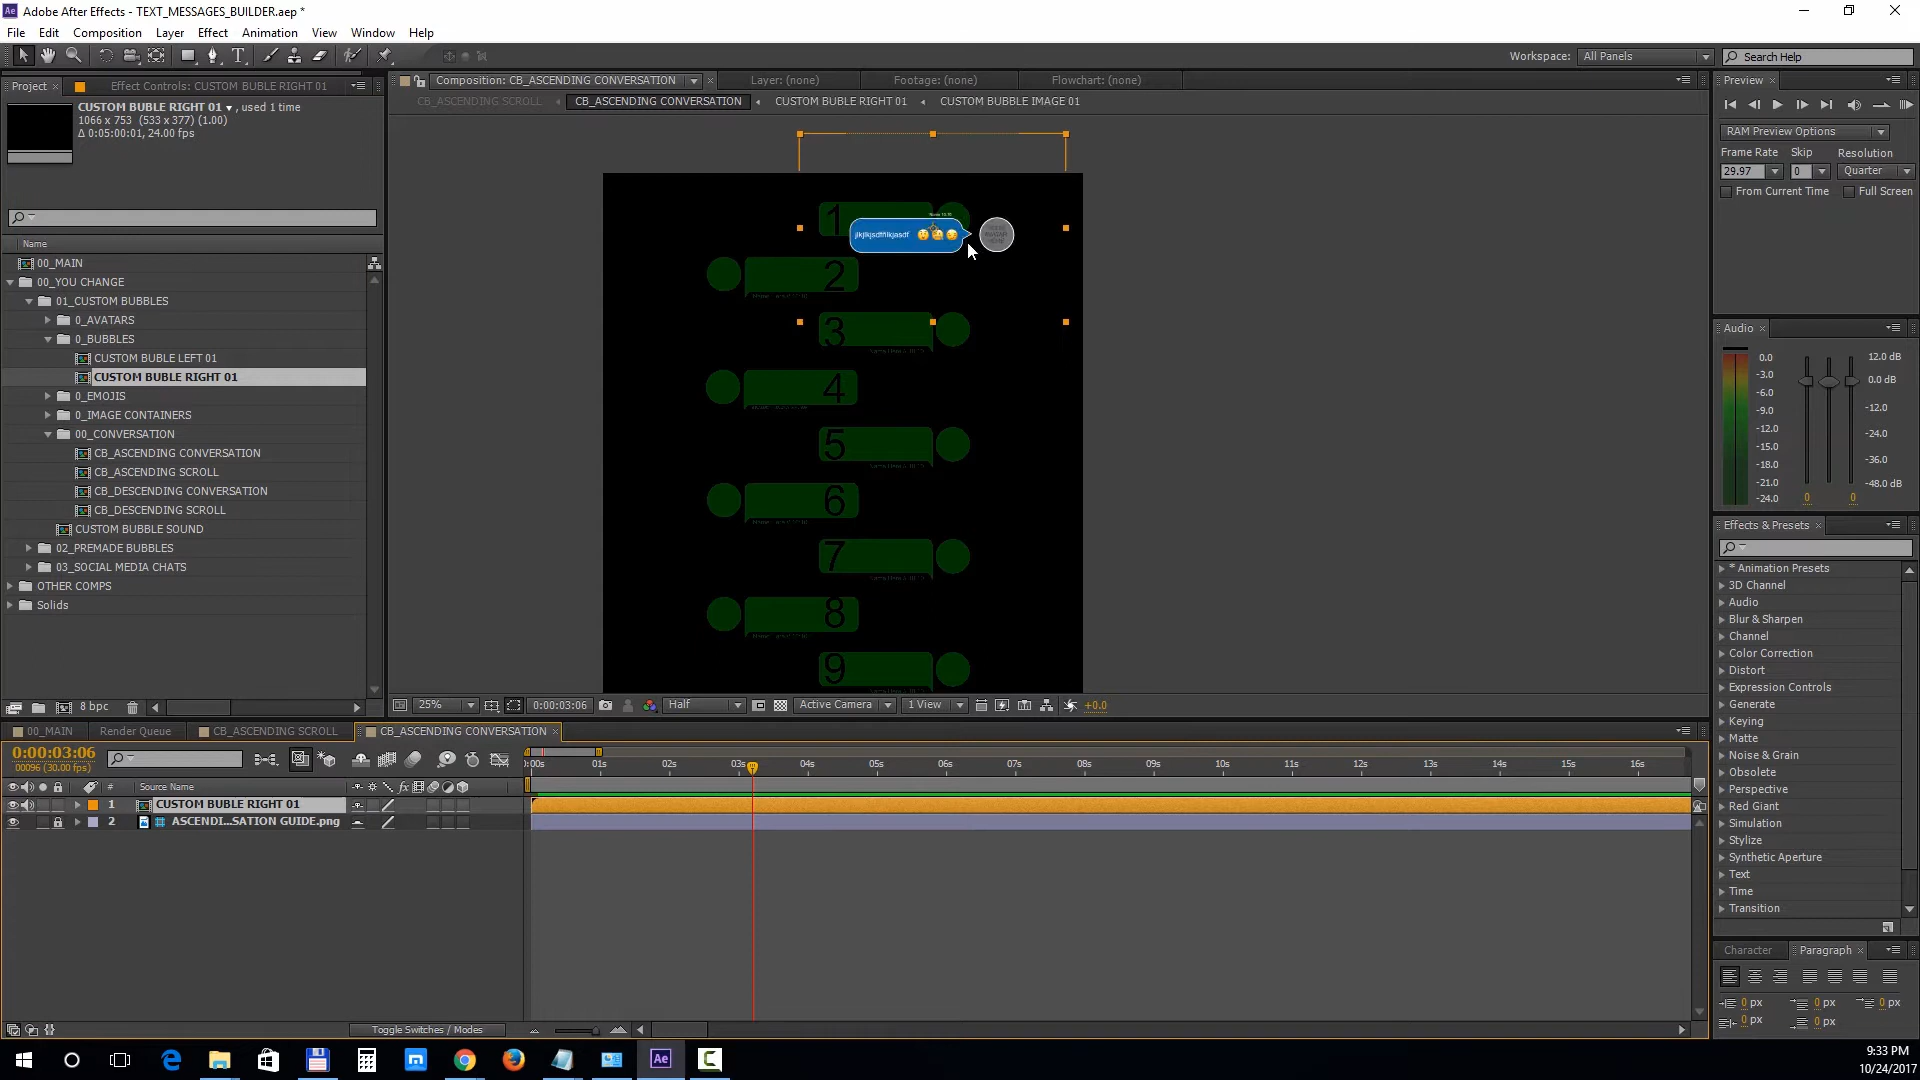 Adobe After Effects - TEXT_MESSAGES_BUILDER.aep *
File Edit Composition Layer Effect Animation View Window Help
Workspace: All Panels Search Help
Project Effect Controls: CUSTOM BUBLE RIGHT 01
CUSTOM BUBLE RIGHT 01 , used 1 time
1066 x 753 (533 x 377) (1.00)
Δ 0:05:00:01, 24.00 fps
Name
00_MAIN
00_YOU CHANGE
01_CUSTOM BUBBLES
0_AVATARS
0_BUBBLES
CUSTOM BUBLE LEFT 01
CUSTOM BUBLE RIGHT 01
0_EMOJIS
0_IMAGE CONTAINERS
00_CONVERSATION
CB_ASCENDING CONVERSATION
CB_ASCENDING SCROLL
CB_DESCENDING CONVERSATION
CB_DESCENDING SCROLL
CUSTOM BUBBLE SOUND
02_PREMADE BUBBLES
03_SOCIAL MEDIA CHATS
OTHER COMPS
Solids
8 bpc
Composition: CB_ASCENDING CONVERSATION Layer: (none) Footage: (none) Flowchart: (none)
CB_ASCENDING SCROLL CB_ASCENDING CONVERSATION CUSTOM BUBLE RIGHT 01 CUSTOM BUBBLE IMAGE 01
1
jlkjlkjsdfflkjasdf
2
3
4
5
6
7
8
9
25% 0:00:03:06 Half Active Camera 1 View +0.0
Preview
RAM Preview Options
Frame Rate Skip Resolution
29.97 0 Quarter
From Current Time Full Screen
Audio
0.0 12.0 dB
-3.0 0.0 dB
-6.0
-9.0 -12.0
-12.0 -24.0
-15.0
-18.0 -36.0
-21.0 -48.0 dB
-24.0 0 0
Effects & Presets
* Animation Presets
3D Channel
Audio
Blur & Sharpen
Channel
Color Correction
Distort
Expression Controls
Generate
Keying
Matte
Noise & Grain
Obsolete
Perspective
Red Giant
Simulation
Stylize
Synthetic Aperture
Text
Time
Transition
Character Paragraph
0 px 0 px 0 px
0 px 0 px
00_MAIN Render Queue CB_ASCENDING SCROLL CB_ASCENDING CONVERSATION
0:00:03:06
00096 (30.00 fps)
:00s 01s 02s 03s 04s 05s 06s 07s 08s 09s 10s 11s 12s 13s 14s 15s 16s
# Source Name fx
1 CUSTOM BUBLE RIGHT 01
2 ASCENDI...SATION GUIDE.png
Toggle Switches / Modes
9:33 PM
10/24/2017